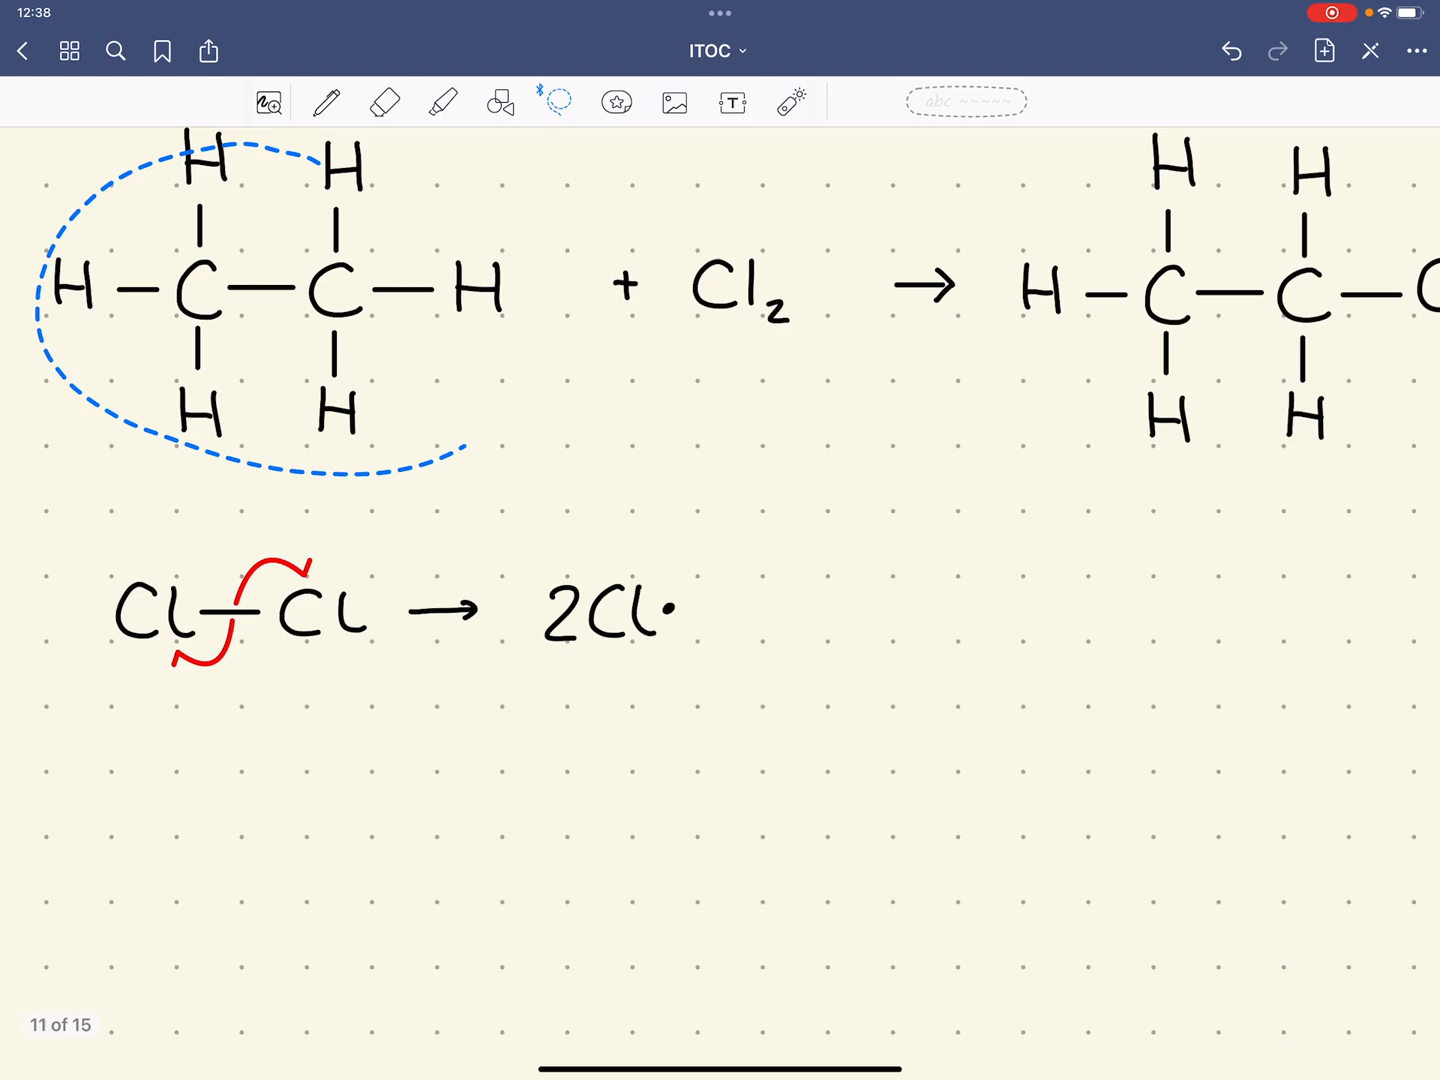 12:38
ITOC
T
abc
H H H H
H – C – C – H + Cl₂ → H – C – C – C
H H H H
Cl – Cl → 2Cl•
11 of 15